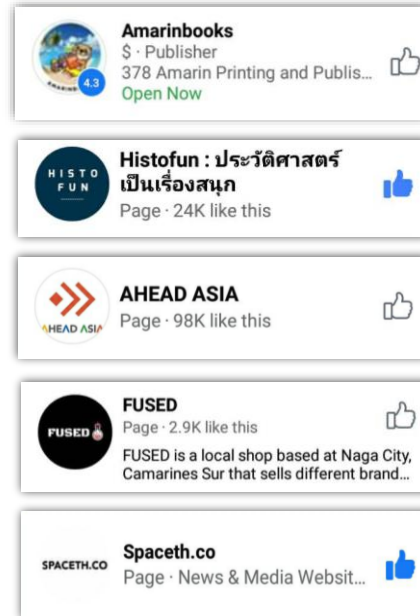 Amarinbooks
$ · Publisher
4.3
378 Amarin Printing and Publis...
Open Now
HISTO
FUN
Histofun : ประวัติศาสตร์
เป็นเรื่องสนุก
Page · 24K like this
AHEAD ASIA
AHEAD ASIA
Page · 98K like this
FUSED
FUSED
Page · 2.9K like this
FUSED is a local shop based at Naga City,
Camarines Sur that sells different brand...
SPACETH.CO
Spaceth.co
Page · News & Media Websit...